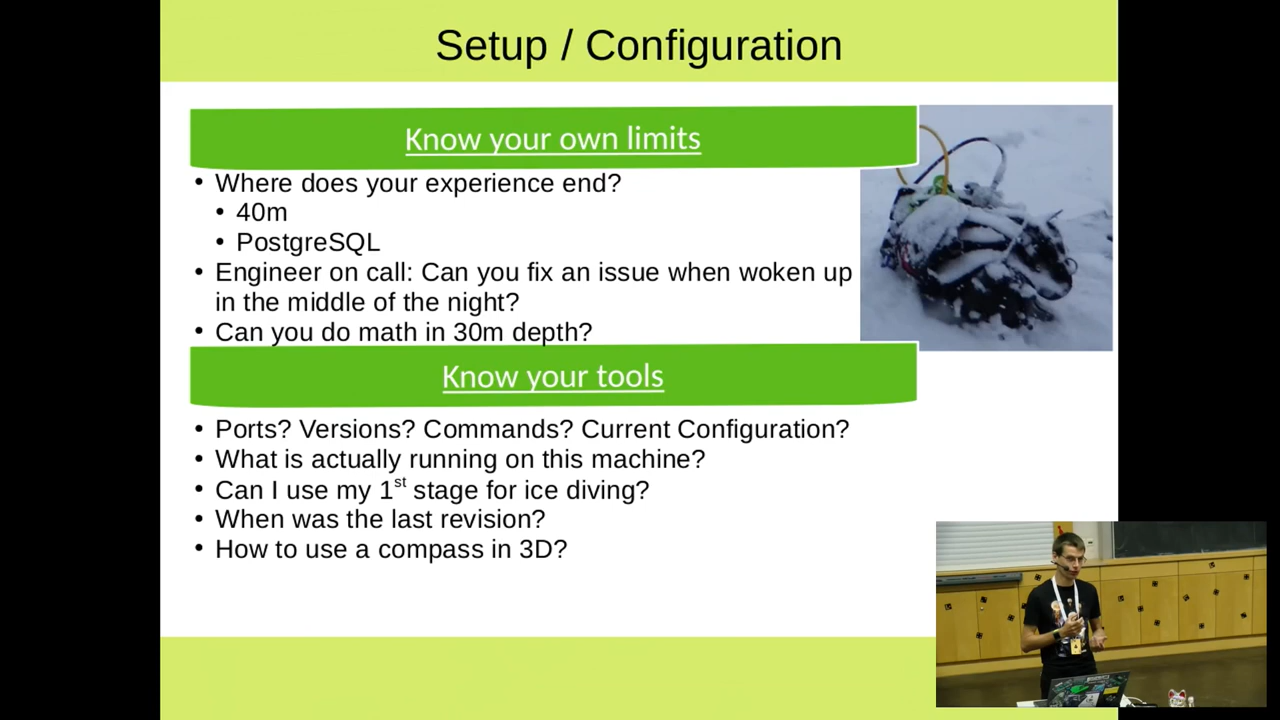 Setup / Configuration
Know your own limits
• Where does your experience end?
• 40m
• PostgreSQL
• Engineer on call: Can you fix an issue when woken up
in the middle of the night?
• Can you do math in 30m depth?
Know your tools
• Ports? Versions? Commands? Current Configuration?
• What is actually running on this machine?
• Can I use my 1st stage for ice diving?
• When was the last revision?
• How to use a compass in 3D?